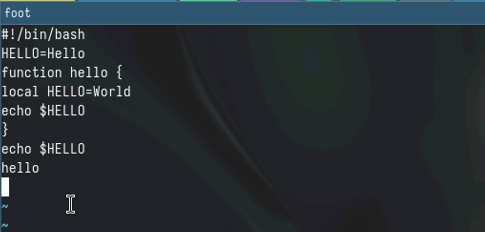 foot
#!/bin/bash
HELLO=Hello
function hello {
local HELLO=World
echo $HELLO
}
echo $HELLO
hello
~
~